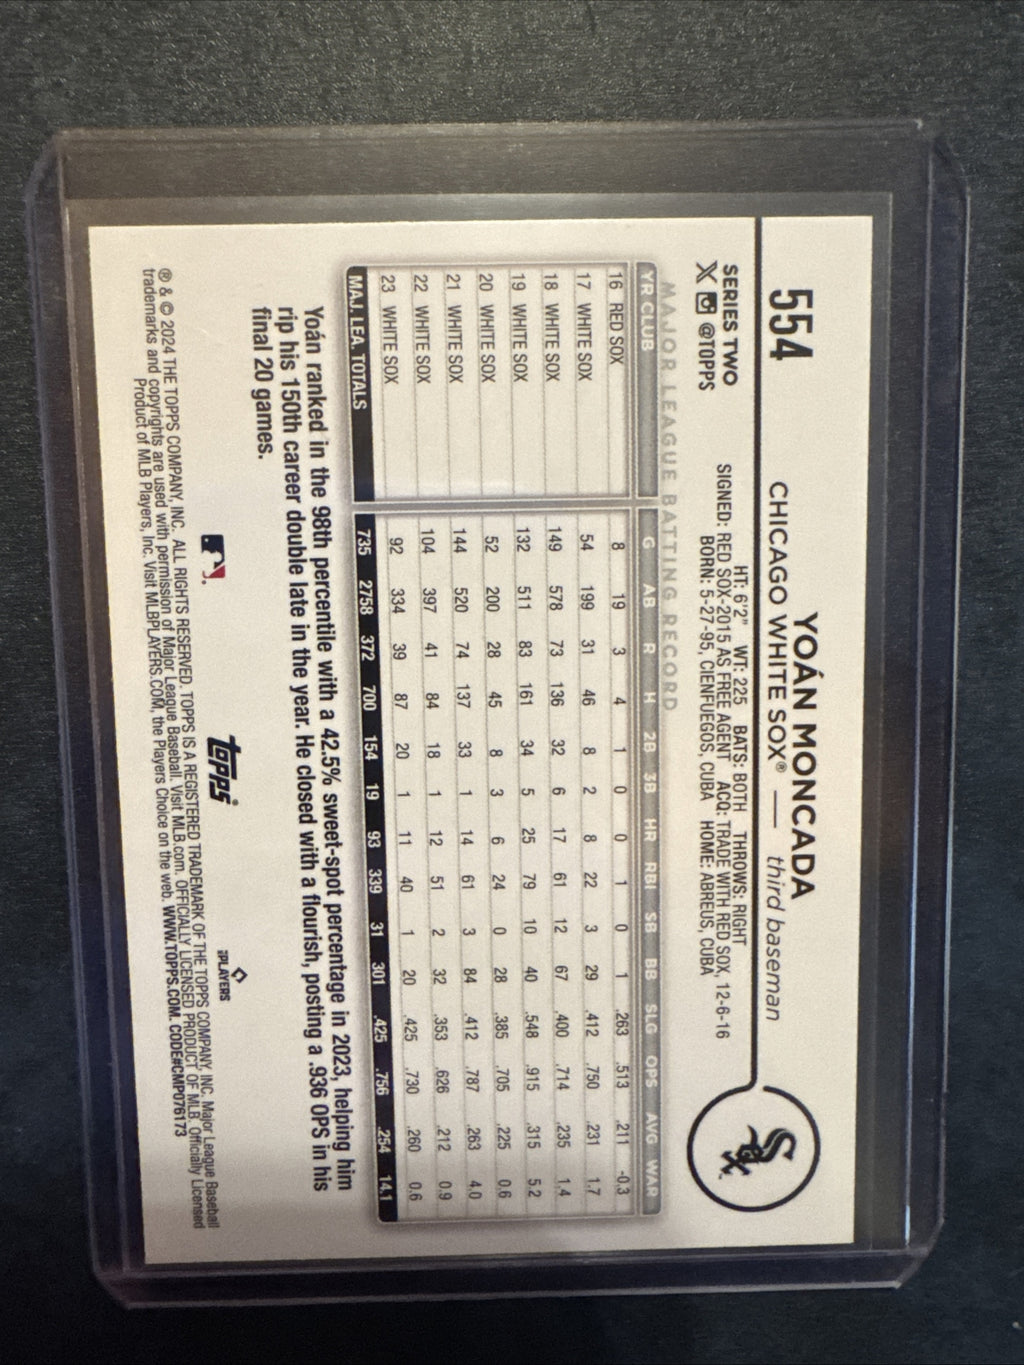 554
YOÁN MONCADA
CHICAGO WHITE SOX® — third baseman
SERIES TWO
X @TOPPS
HT: 6'2" WT: 225 BATS: BOTH THROWS: RIGHT
SIGNED: RED SOX-2015 AS FREE AGENT ACQ: TRADE WITH RED SOX, 12-6-16
BORN: 5-27-95, CIENFUEGOS, CUBA HOME: ABREUS, CUBA
Sox
MAJOR LEAGUE BATTING RECORD
YR CLUB G AB R H 2B 3B HR RBI SB BB SLG OPS AVG WAR
16 RED SOX 8 19 3 4 1 0 0 1 0 1 .263 .513 .211 -0.3
17 WHITE SOX 54 199 31 46 8 2 8 22 3 29 .412 .750 .231 1.7
18 WHITE SOX 149 578 73 136 32 6 17 61 12 67 .400 .714 .235 1.4
19 WHITE SOX 132 511 83 161 34 5 25 79 10 40 .548 .915 .315 5.2
20 WHITE SOX 52 200 28 45 8 3 6 24 0 28 .385 .705 .225 0.6
21 WHITE SOX 144 520 74 137 33 1 14 61 3 84 .412 .787 .263 4.0
22 WHITE SOX 104 397 41 84 18 1 12 51 2 32 .353 .626 .212 0.9
23 WHITE SOX 92 334 39 87 20 1 11 40 1 20 .425 .730 .260 0.6
MAJ. LEA. TOTALS 735 2758 372 700 154 19 93 339 31 301 .425 .756 .254 14.1
Yoán ranked in the 98th percentile with a 42.5% sweet-spot percentage in 2023, helping him
rip his 150th career double late in the year. He closed with a flourish, posting a .936 OPS in his
final 20 games.
topps
PLAYERS
® & © 2024 THE TOPPS COMPANY, INC. ALL RIGHTS RESERVED. TOPPS IS A REGISTERED TRADEMARK OF THE TOPPS COMPANY, INC. Major League Baseball
trademarks and copyrights are used with permission of Major League Baseball. Visit MLB.com. OFFICIALLY LICENSED PRODUCT OF MLB. Officially Licensed
Product of MLB Players, Inc. Visit MLBPLAYERS.COM, the Players Choice on the web. WWW.TOPPS.COM. CODE#CMP076173